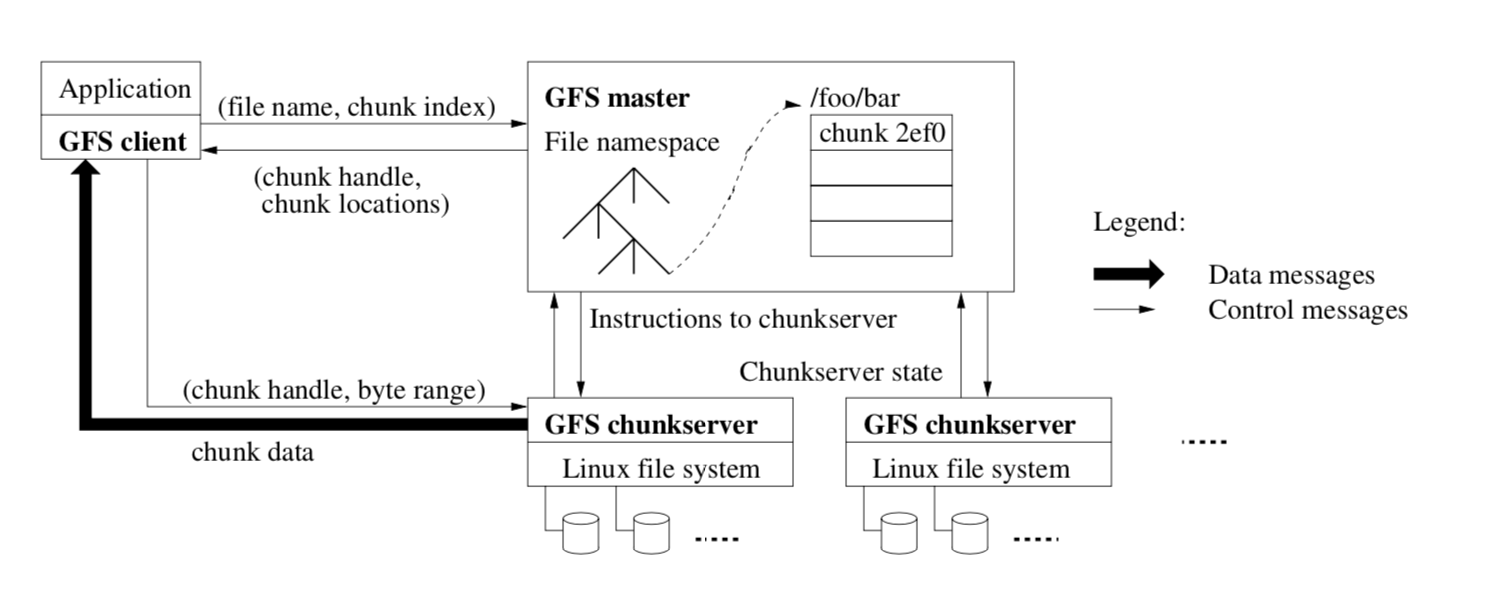 Application
GFS client
(file name, chunk index)
(chunk handle,
chunk locations)
GFS master
File namespace
/foo/bar
chunk 2ef0
Legend:
Data messages
Control messages
Instructions to chunkserver
Chunkserver state
(chunk handle, byte range)
chunk data
GFS chunkserver
Linux file system
GFS chunkserver
Linux file system